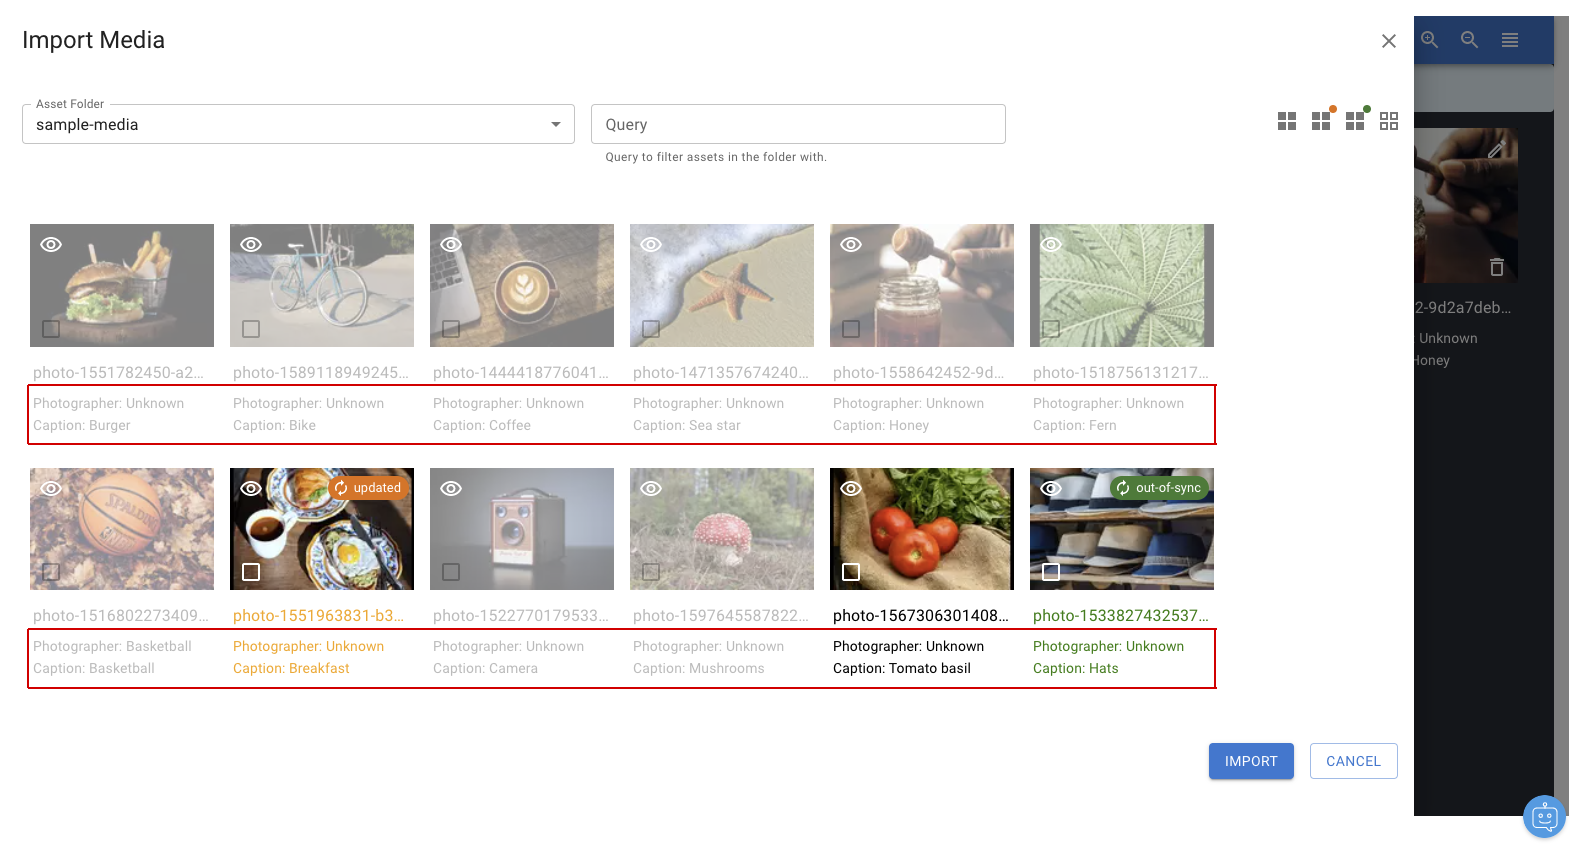 Import Media
Asset Folder
sample-media
Query
Query to filter assets in the folder with.
photo-1551782450-a2...
photo-1589118949245...
photo-1444418776041...
photo-1471357674240...
photo-1558642452-9d...
photo-1518756131217...
Photographer: Unknown
Caption: Burger
Photographer: Unknown
Caption: Bike
Photographer: Unknown
Caption: Coffee
Photographer: Unknown
Caption: Sea star
Photographer: Unknown
Caption: Honey
Photographer: Unknown
Caption: Fern
SPALDING
updated
out-of-sync
photo-1516802273409...
photo-1551963831-b3...
photo-1522770179533...
photo-1597645587822...
photo-1567306301408...
photo-1533827432537...
Photographer: Basketball
Caption: Basketball
Photographer: Unknown
Caption: Breakfast
Photographer: Unknown
Caption: Camera
Photographer: Unknown
Caption: Mushrooms
Photographer: Unknown
Caption: Tomato basil
Photographer: Unknown
Caption: Hats
2-9d2a7deb...
Unknown
Honey
IMPORT
CANCEL